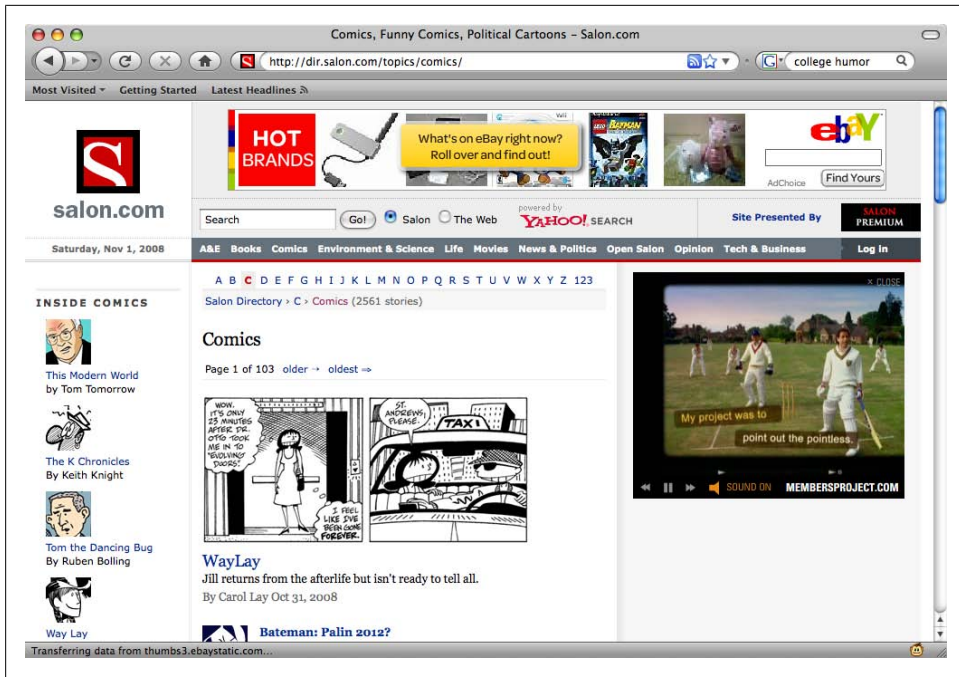 Comics, Funny Comics, Political Cartoons – Salon.com
http://dir.salon.com/topics/comics/
college humor
Most Visited
Getting Started
Latest Headlines
HOT
BRANDS
What's on eBay right now?
Roll over and find out!
Wii
LEGO BATMAN
ebaY
AdChoice
Find Yours
S
salon.com
Search
Go!
Salon
The Web
powered by
YAHOO! SEARCH
Site Presented By
SALON
PREMIUM
Saturday, Nov 1, 2008
A&E Books Comics Environment & Science Life Movies News & Politics Open Salon Opinion Tech & Business
Log in
A B C D E F G H I J K L M N O P Q R S T U V W X Y Z 123
Salon Directory › C › Comics (2561 stories)
INSIDE COMICS
This Modern World
by Tom Tomorrow
The K Chronicles
By Keith Knight
Tom the Dancing Bug
By Ruben Bolling
Way Lay
Comics
Page 1 of 103 older → oldest ⇒
WOW.
IT'S ONLY
23 MINUTES
AFTER DR.
OTTO TOOK
ME IN TO
"EVOLVING
DOORS".
I FEEL
LIKE I'VE
BEEN GONE
FOREVER.
ST.
ANDREWS,
PLEASE.
TAXI
WayLay
Jill returns from the afterlife but isn't ready to tell all.
By Carol Lay Oct 31, 2008
Bateman: Palin 2012?
× CLOSE
My project was to
point out the pointless.
SOUND ON
MEMBERSPROJECT.COM
Transferring data from thumbs3.ebaystatic.com...